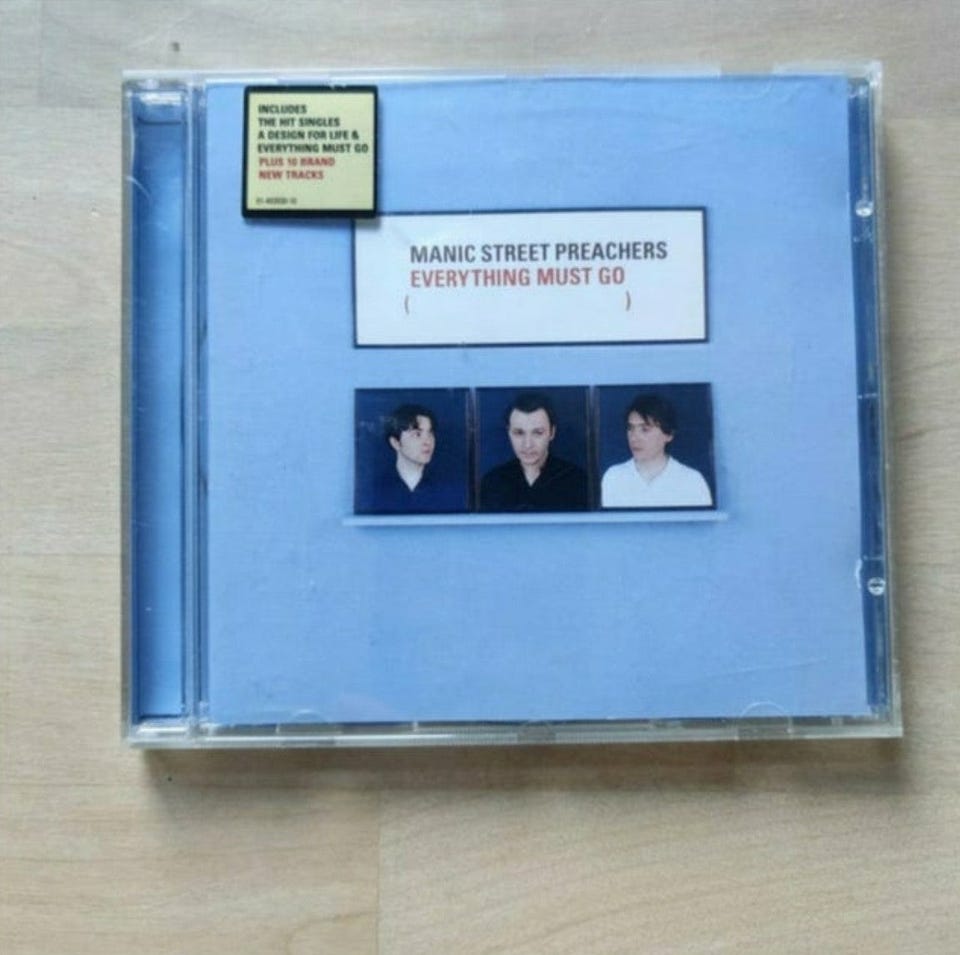 INCLUDES
THE HIT SINGLES
A DESIGN FOR LIFE &
EVERYTHING MUST GO
PLUS 10 BRAND
NEW TRACKS
MANIC STREET PREACHERS
EVERYTHING MUST GO
( )